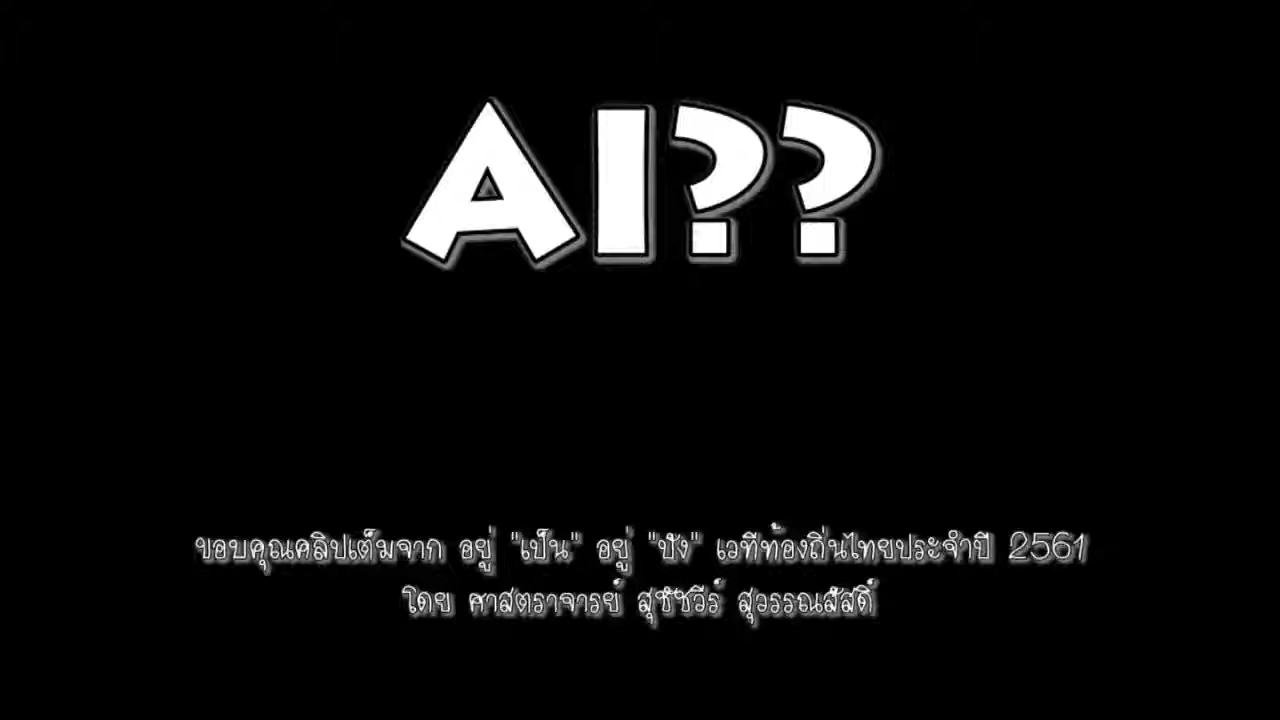 AI??
ขอบคุณคลิปเต็มจาก อยู่ "เป็น" อยู่ "ปัง" เวทีท้องถิ่นไทยประจำปี 2561
โดย ศาสตราจารย์ สุชัชวีร์ สุวรรณสัสดิ์